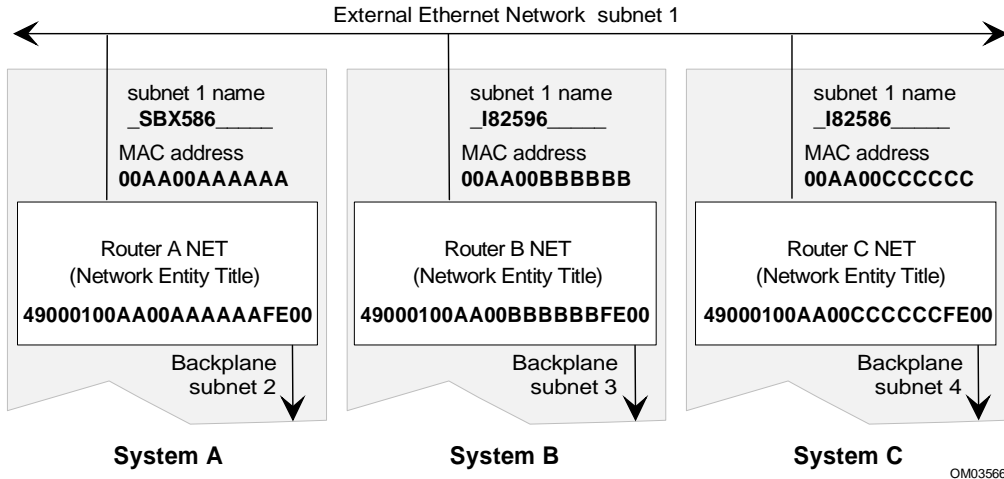 External Ethernet Network subnet 1
subnet 1 name
_SBX586_____
MAC address
00AA00AAAAAA
Router A NET
(Network Entity Title)
49000100AA00AAAAAAFE00
Backplane
subnet 2
System A
subnet 1 name
_I82596_____
MAC address
00AA00BBBBBB
Router B NET
(Network Entity Title)
49000100AA00BBBBBBFE00
Backplane
subnet 3
System B
subnet 1 name
_I82586_____
MAC address
00AA00CCCCCC
Router C NET
(Network Entity Title)
49000100AA00CCCCCCFE00
Backplane
subnet 4
System C
OM03566